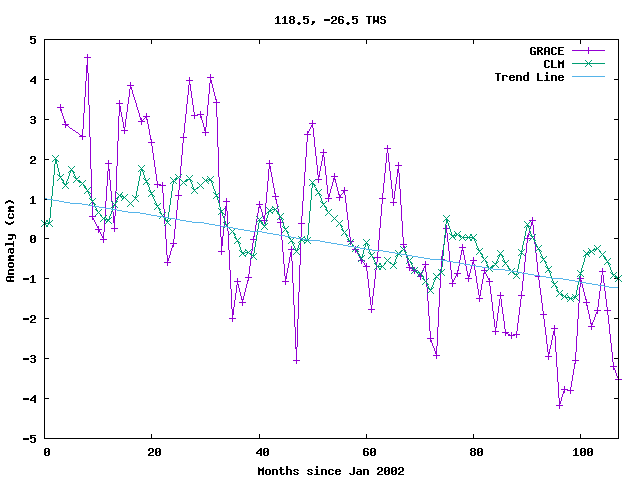 118.5, -26.5 TWS
GRACE
CLM
Trend Line
5
4
3
2
1
0
-1
-2
-3
-4
-5
Anomaly (cm)
0 20 40 60 80 100
Months since Jan 2002